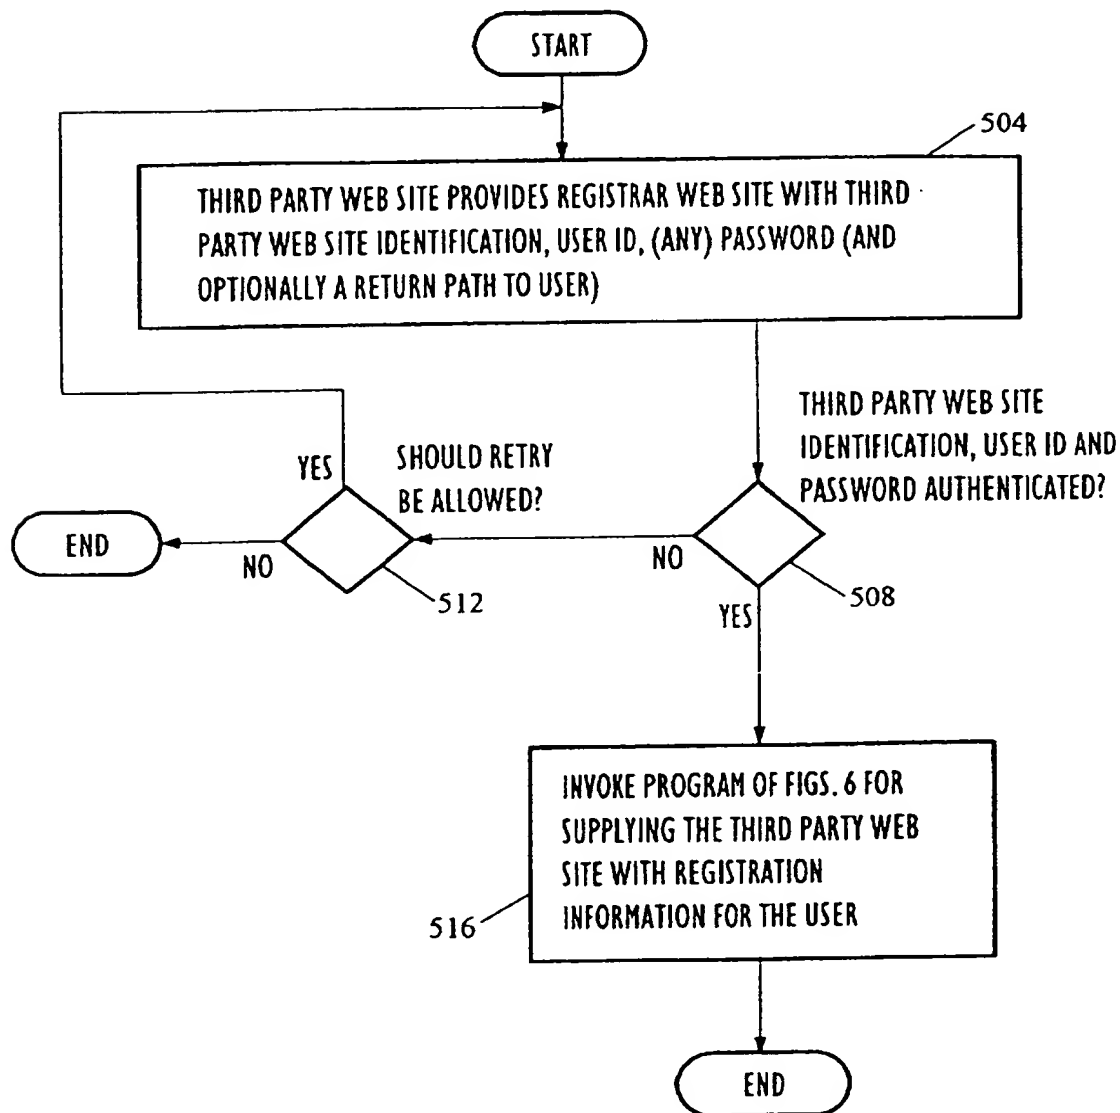 START
504
THIRD PARTY WEB SITE PROVIDES REGISTRAR WEB SITE WITH THIRD
PARTY WEB SITE IDENTIFICATION, USER ID, (ANY) PASSWORD (AND
OPTIONALLY A RETURN PATH TO USER)
THIRD PARTY WEB SITE
IDENTIFICATION, USER ID AND
PASSWORD AUTHENTICATED?
SHOULD RETRY
BE ALLOWED?
YES
END
NO
512
NO
508
YES
INVOKE PROGRAM OF FIGS. 6 FOR
SUPPLYING THE THIRD PARTY WEB
SITE WITH REGISTRATION
INFORMATION FOR THE USER
516
END